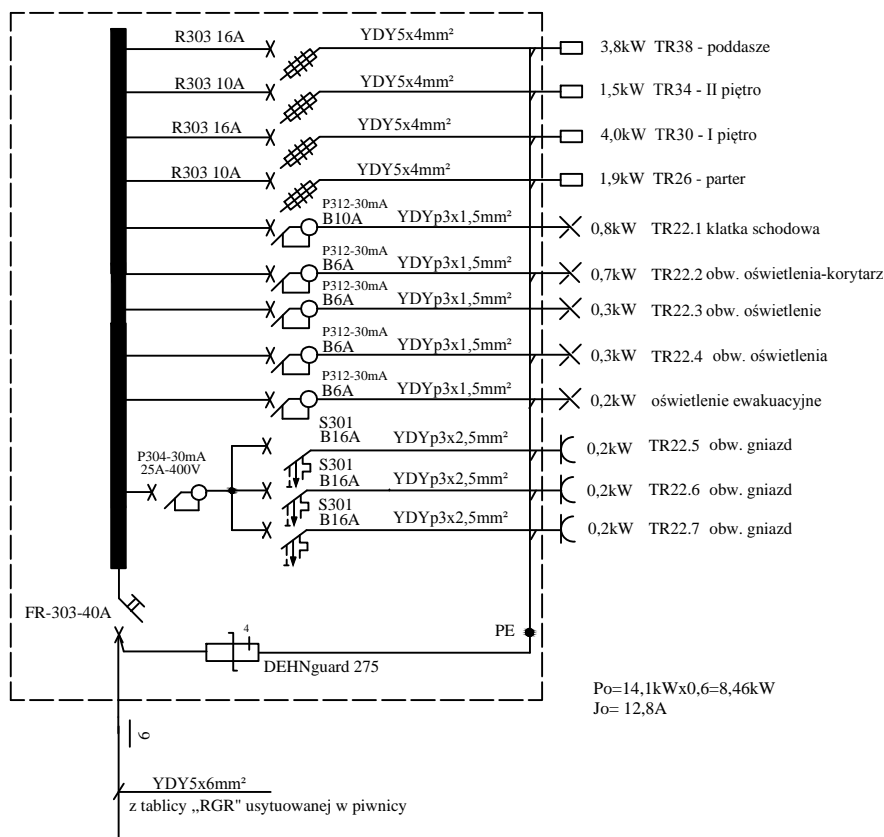 R303 16A YDY5x4mm² 3,8kW TR38 - poddasze
R303 10A YDY5x4mm² 1,5kW TR34 - II piętro
R303 16A YDY5x4mm² 4,0kW TR30 - I piętro
R303 10A YDY5x4mm² 1,9kW TR26 - parter
P312-30mA
B10A YDYp3x1,5mm² 0,8kW TR22.1 klatka schodowa
P312-30mA
B6A YDYp3x1,5mm² 0,7kW TR22.2 obw. oświetlenia-korytarz
P312-30mA
B6A YDYp3x1,5mm² 0,3kW TR22.3 obw. oświetlenie
P312-30mA
B6A YDYp3x1,5mm² 0,3kW TR22.4 obw. oświetlenia
P312-30mA
B6A YDYp3x1,5mm² 0,2kW oświetlenie ewakuacyjne
S301
B16A YDYp3x2,5mm² 0,2kW TR22.5 obw. gniazd
P304-30mA
25A-400V
S301
B16A YDYp3x2,5mm² 0,2kW TR22.6 obw. gniazd
S301
B16A YDYp3x2,5mm² 0,2kW TR22.7 obw. gniazd
FR-303-40A
4
PE
DEHNguard 275
Po=14,1kWx0,6=8,46kW
Jo= 12,8A
9
YDY5x6mm²
z tablicy „RGR" usytuowanej w piwnicy